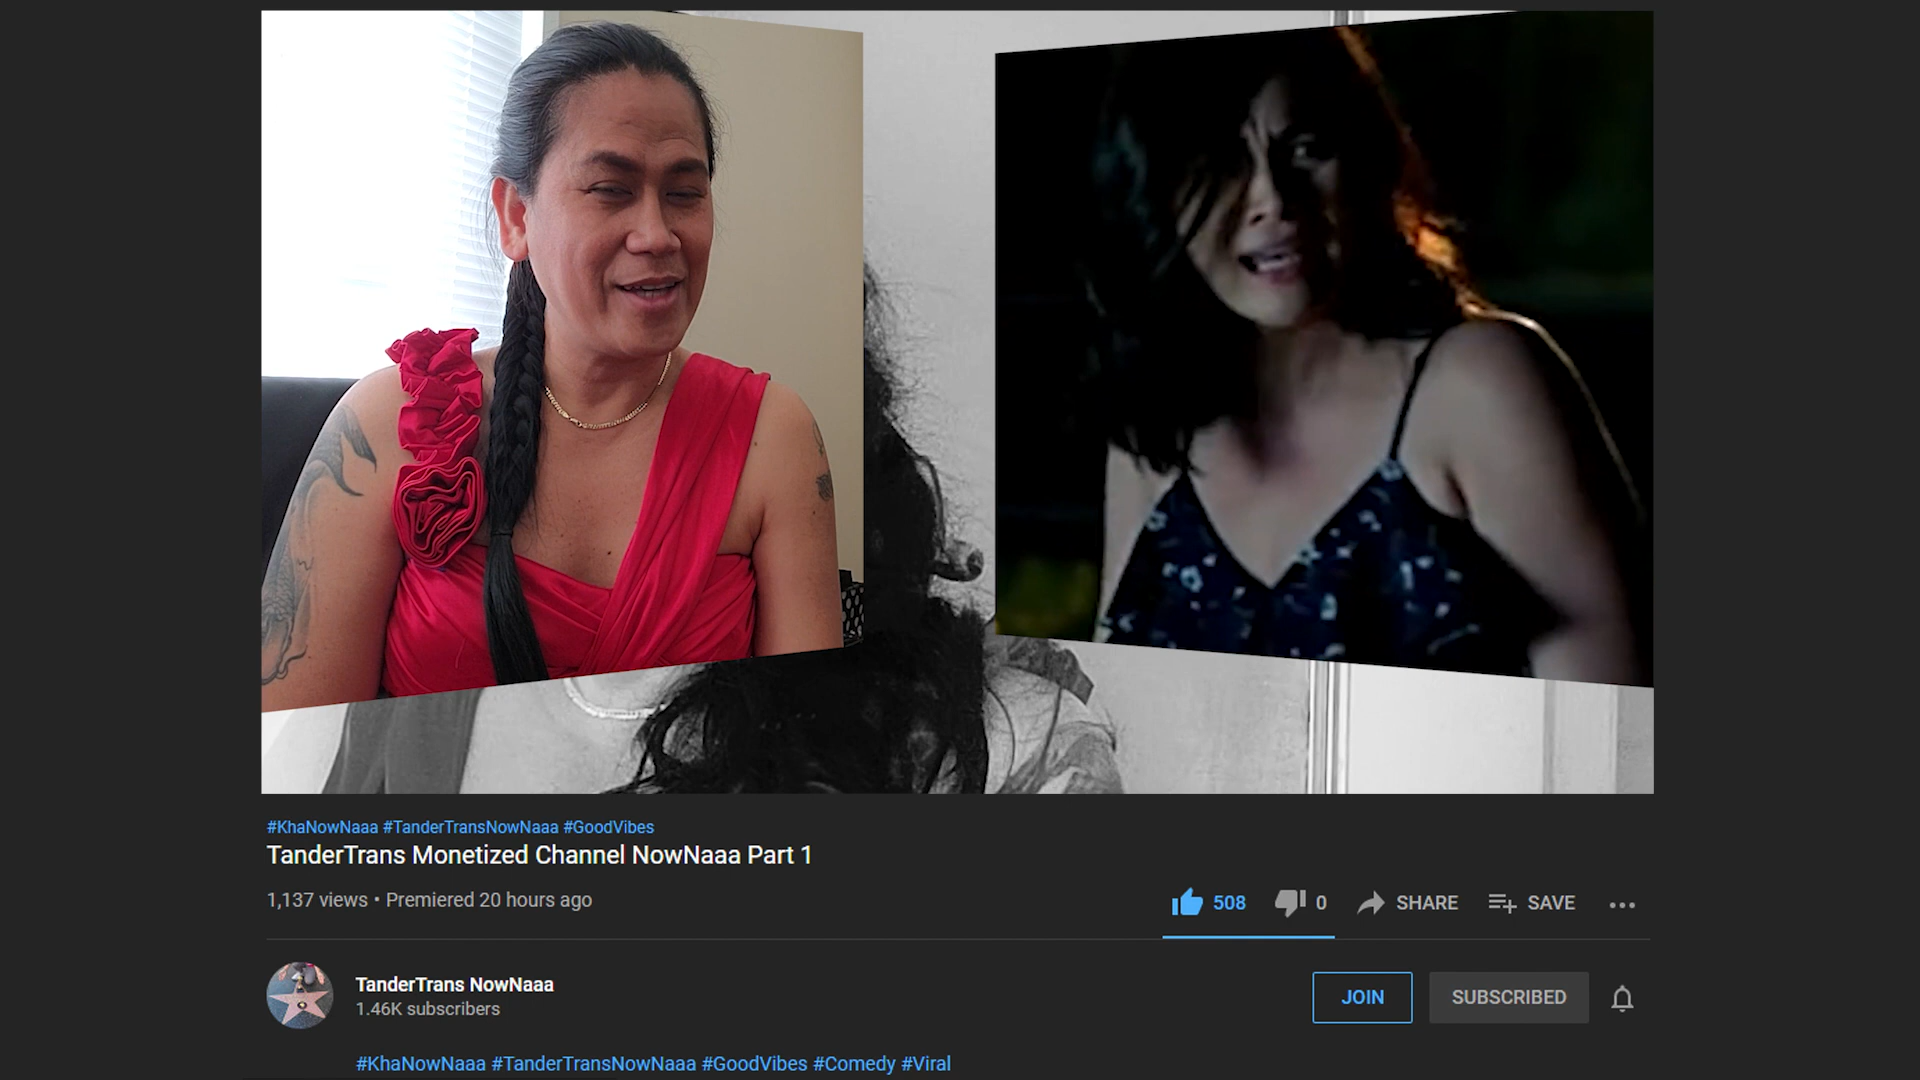 #KhaNowNaaa #TanderTransNowNaaa #GoodVibes
TanderTrans Monetized Channel NowNaaa Part 1
1,137 views • Premiered 20 hours ago
508 0 SHARE SAVE
TanderTrans NowNaaa
1.46K subscribers
JOIN SUBSCRIBED
#KhaNowNaaa #TanderTransNowNaaa #GoodVibes #Comedy #Viral